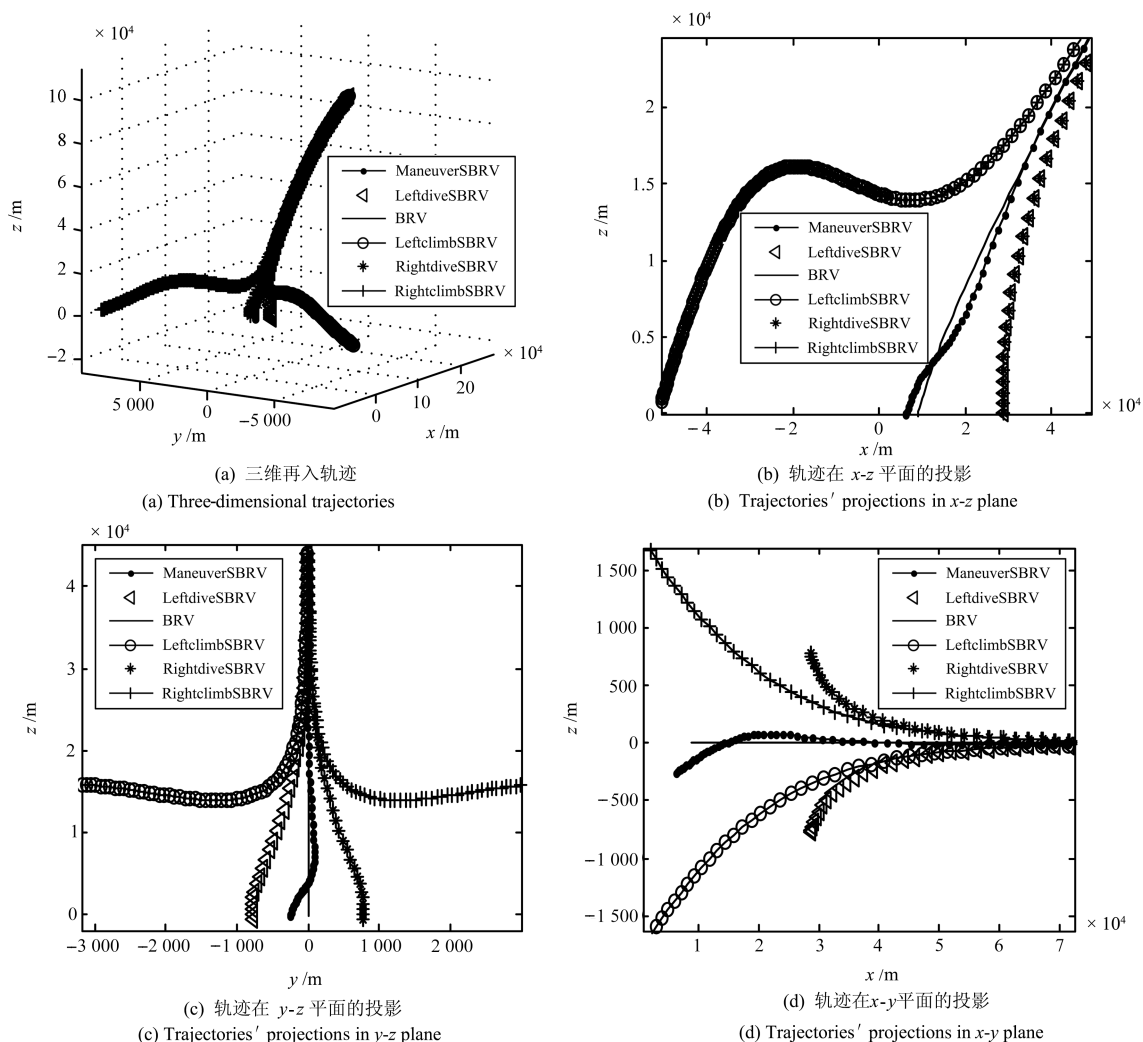 × 10⁴
10
8
6
4
2
0
−2
z /m
5 000
0
−5 000
y /m
0
10
20
x /m
× 10⁴
ManeuverSBRV
LeftdiveSBRV
BRV
LeftclimbSBRV
RightdiveSBRV
RightclimbSBRV
(a) 三维再入轨迹
(a) Three-dimensional trajectories
× 10⁴
2
1.5
1
0.5
0
z /m
−4
−2
0
2
4
× 10⁴
x /m
ManeuverSBRV
LeftdiveSBRV
BRV
LeftclimbSBRV
RightdiveSBRV
RightclimbSBRV
(b) 轨迹在 x-z 平面的投影
(b) Trajectories′ projections in x-z plane
× 10⁴
4
3
2
1
0
z /m
−3 000
−2 000
−1 000
0
1 000
2 000
y /m
ManeuverSBRV
LeftdiveSBRV
BRV
LeftclimbSBRV
RightdiveSBRV
RightclimbSBRV
(c) 轨迹在 y-z 平面的投影
(c) Trajectories′ projections in y-z plane
1 500
1 000
500
0
−500
−1 000
−1 500
z /m
1
2
3
4
5
6
7
× 10⁴
x /m
ManeuverSBRV
LeftdiveSBRV
BRV
LeftclimbSBRV
RightdiveSBRV
RightclimbSBRV
(d) 轨迹在x-y平面的投影
(d) Trajectories′ projections in x-y plane